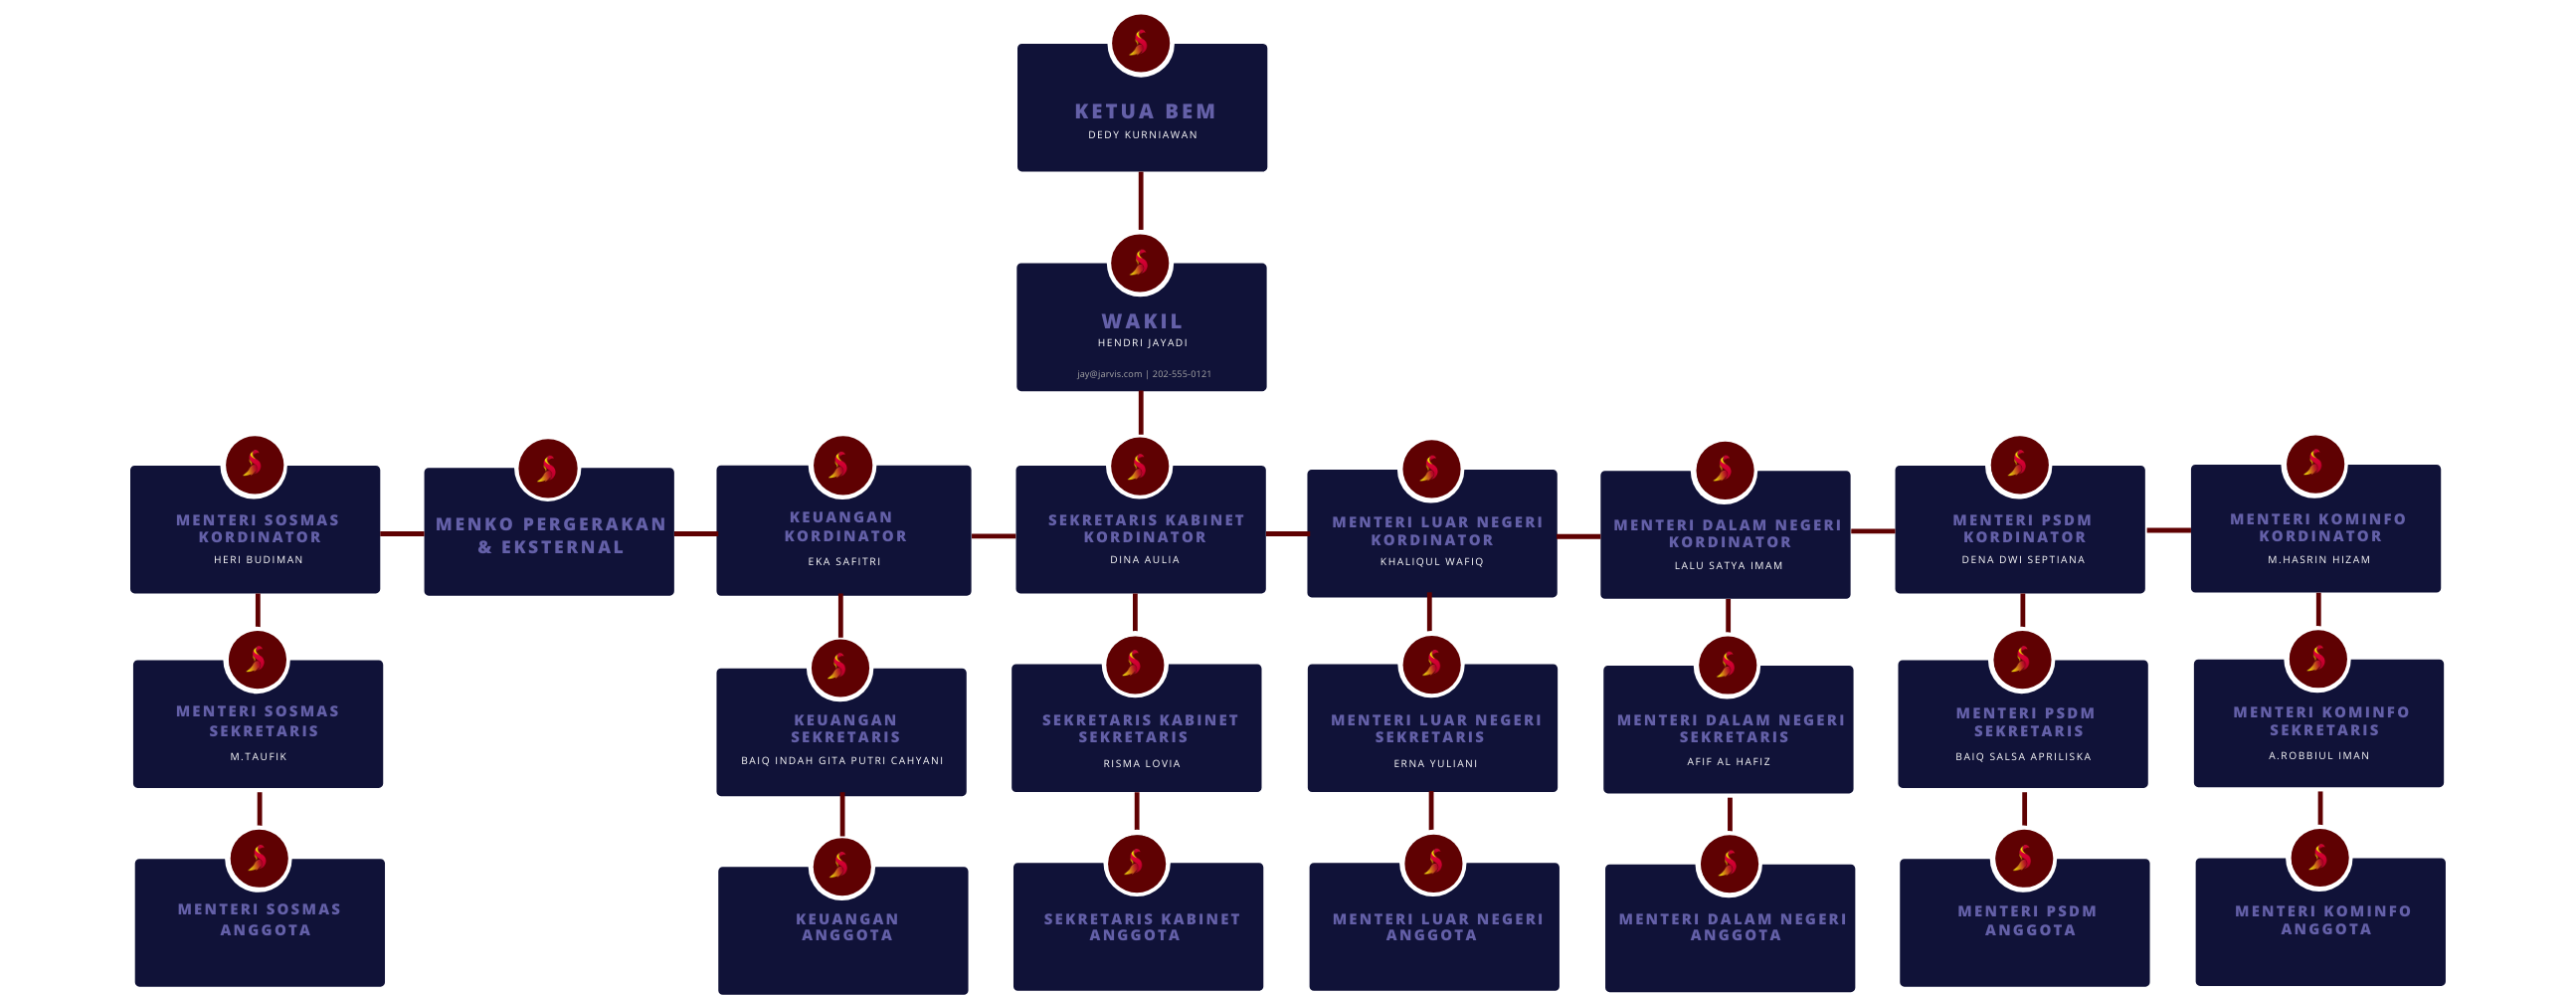 KETUA BEM
DEDY KURNIAWAN
WAKIL
HENDRI JAYADI
jay@jarvis.com | 202-555-0121
MENTERI SOSMAS
KORDINATOR
HERI BUDIMAN
MENKO PERGERAKAN
& EKSTERNAL
KEUANGAN
KORDINATOR
EKA SAFITRI
SEKRETARIS KABINET
KORDINATOR
DINA AULIA
MENTERI LUAR NEGERI
KORDINATOR
KHALIQUL WAFIQ
MENTERI DALAM NEGERI
KORDINATOR
LALU SATYA IMAM
MENTERI PSDM
KORDINATOR
DENA DWI SEPTIANA
MENTERI KOMINFO
KORDINATOR
M.HASRIN HIZAM
MENTERI SOSMAS
SEKRETARIS
M.TAUFIK
KEUANGAN
SEKRETARIS
BAIQ INDAH GITA PUTRI CAHYANI
SEKRETARIS KABINET
SEKRETARIS
RISMA LOVIA
MENTERI LUAR NEGERI
SEKRETARIS
ERNA YULIANI
MENTERI DALAM NEGERI
SEKRETARIS
AFIF AL HAFIZ
MENTERI PSDM
SEKRETARIS
BAIQ SALSA APRILISKA
MENTERI KOMINFO
SEKRETARIS
A.ROBBIUL IMAN
MENTERI SOSMAS
ANGGOTA
KEUANGAN
ANGGOTA
SEKRETARIS KABINET
ANGGOTA
MENTERI LUAR NEGERI
ANGGOTA
MENTERI DALAM NEGERI
ANGGOTA
MENTERI PSDM
ANGGOTA
MENTERI KOMINFO
ANGGOTA